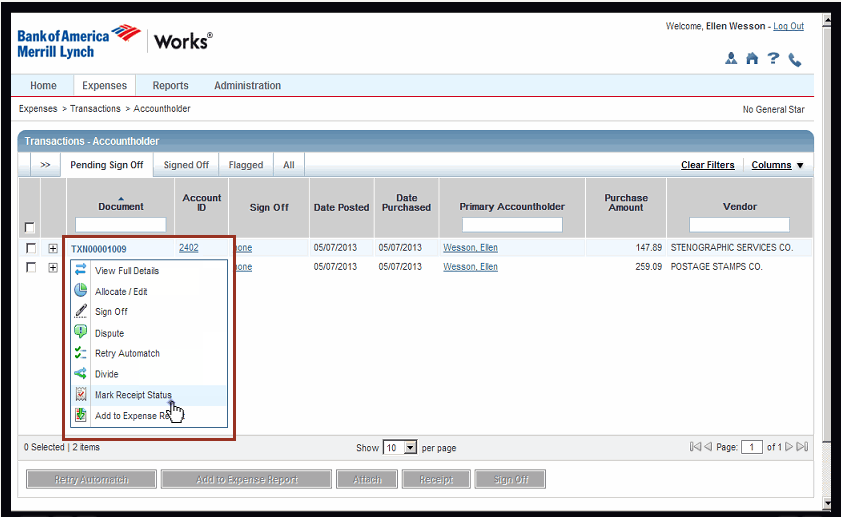 Welcome, Ellen Wesson - Log Out
Bank of America
Merrill Lynch
Works®
Home Expenses Reports Administration
Expenses > Transactions > Accountholder
No General Star
Transactions - Accountholder
>> Pending Sign Off Signed Off Flagged All Clear Filters Columns ▼
Document Account ID Sign Off Date Posted Date Purchased Primary Accountholder Purchase Amount Vendor
TXN00001009 2402 one 05/07/2013 05/07/2013 Wesson, Ellen 147.89 STENOGRAPHIC SERVICES CO.
one 05/07/2013 05/07/2013 Wesson, Ellen 259.09 POSTAGE STAMPS CO.
View Full Details
Allocate / Edit
Sign Off
Dispute
Retry Automatch
Divide
Mark Receipt Status
Add to Expense Re t
0 Selected | 2 items Show 10 per page Page: 1 of 1
Retry Automatch Add to Expense Report Attach Receipt Sign Off